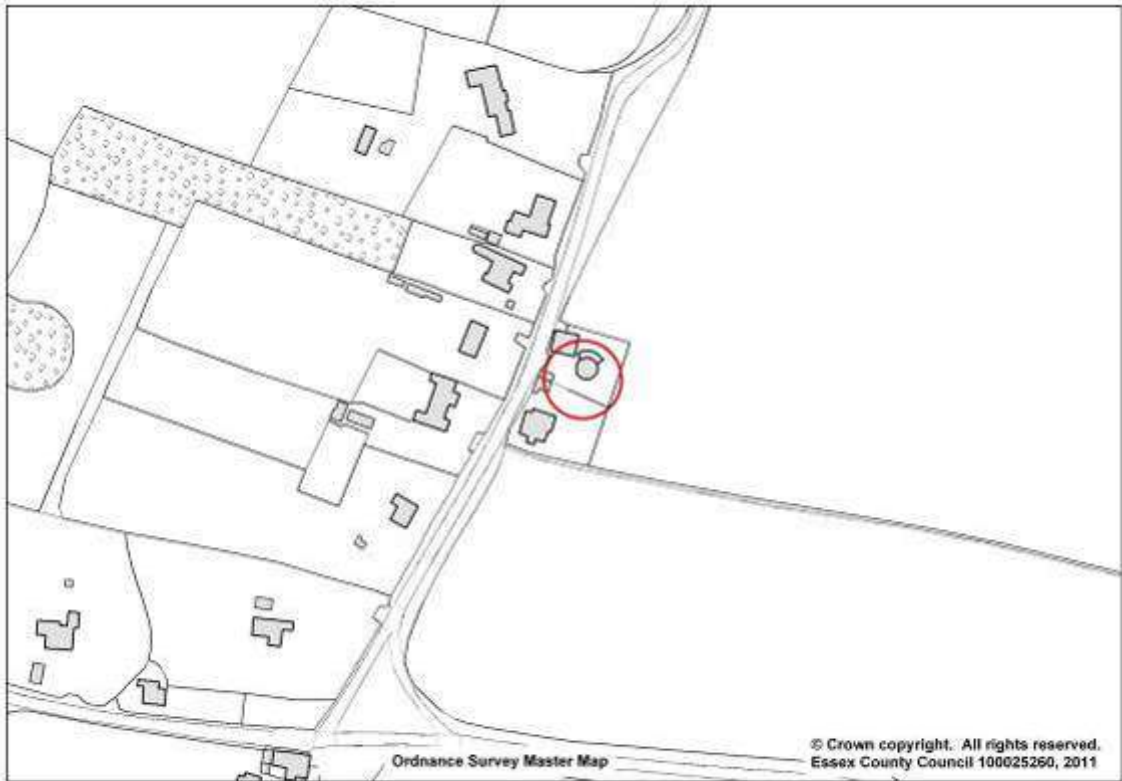 Ordnance Survey Master Map
© Crown copyright. All rights reserved.
Essex County Council 100025260, 2011